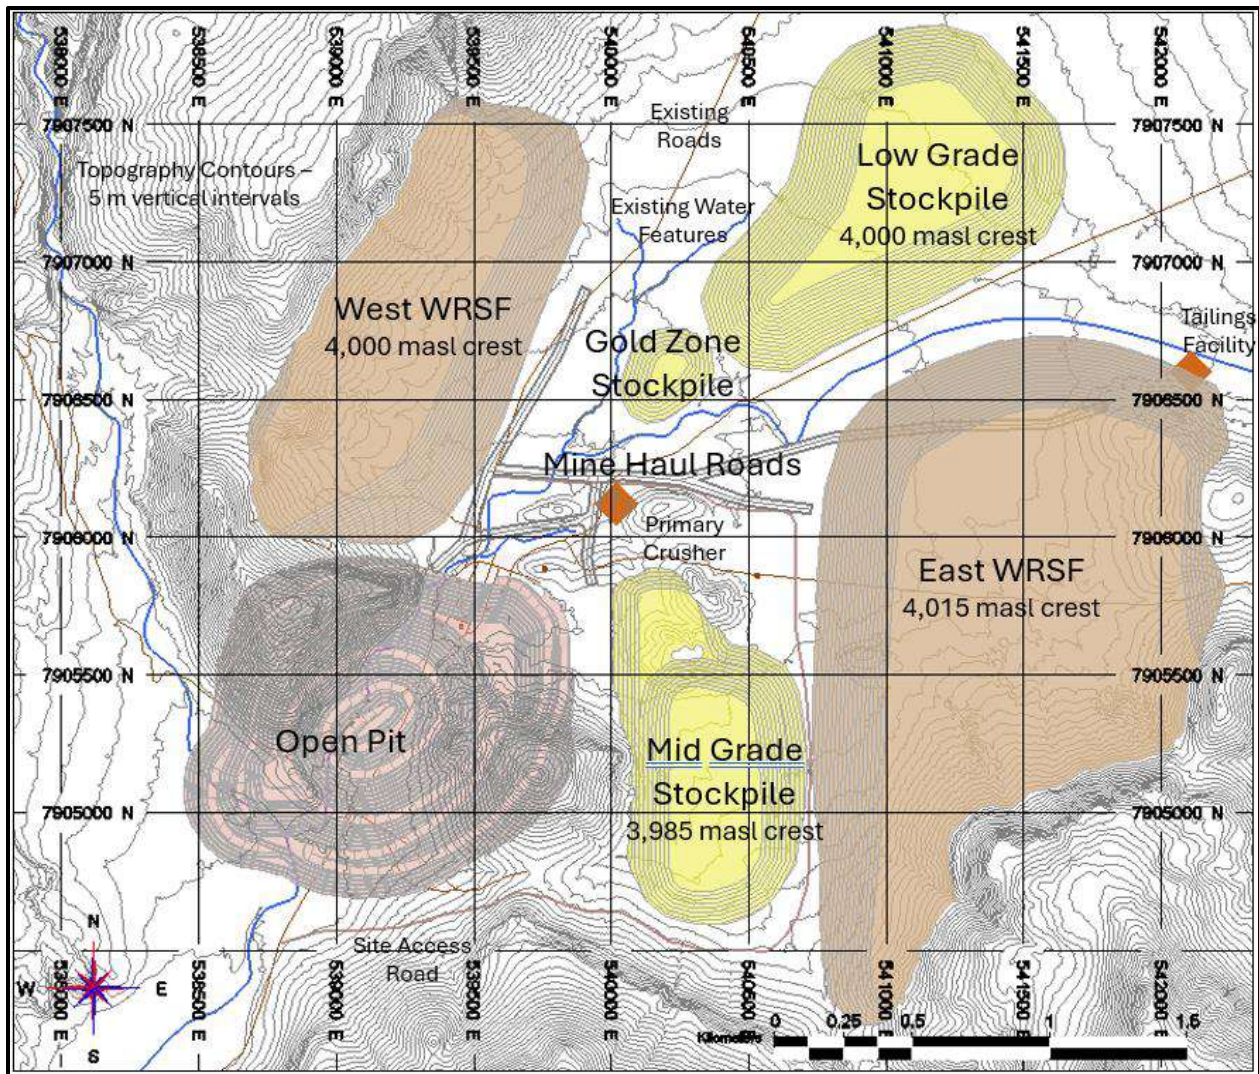 538000 E
538500 E
539000 E
539500 E
540000 E
540500 E
541000 E
541500 E
542000 E
7907500 N
7907500 N
Existing
Roads
Low Grade
Stockpile
4,000 masl crest
Topography Contours –
5 m vertical intervals
Existing Water
Features
7907000 N
7907000 N
West WRSF
4,000 masl crest
Gold Zone
Stockpile
Tailings
Facility
7906500 N
7906500 N
Mine Haul Roads
Primary
Crusher
7906000 N
7906000 N
East WRSF
4,015 masl crest
7905500 N
7905500 N
Open Pit
Mid Grade
Stockpile
3,985 masl crest
7905000 N
7905000 N
Site Access
Road
N
W
E
S
538000 E
538500 E
539000 E
539500 E
540000 E
540500 E
541000 E
541500 E
542000 E
Kilometers
0
0.25
0.5
1
1.5